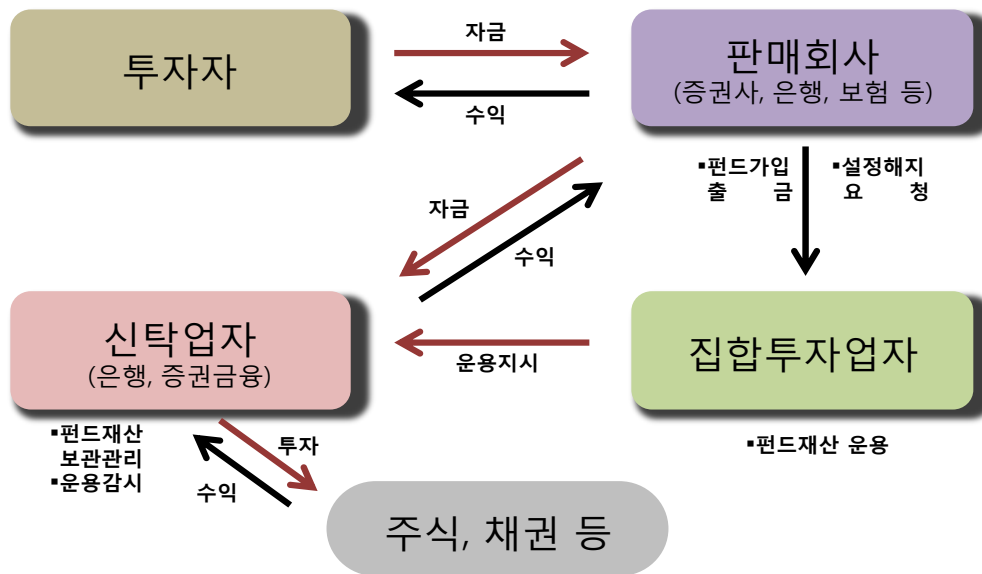 투자자
자금
수익
판매회사
(증권사, 은행, 보험 등)
▪펀드가입
출 금
▪설정해지
요 청
자금
수익
신탁업자
(은행, 증권금융)
운용지시
집합투자업자
▪펀드재산
보관관리
▪운용감시
투자
수익
▪펀드재산 운용
주식, 채권 등